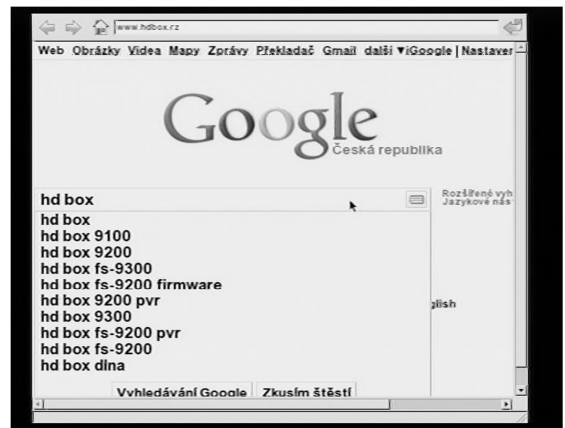 www.hdbox.rz
Web Obrázky Videa Mapy Zprávy Překladač Gmail další ▼iGoogle | Nastaver
Google
Česká republika
hd box
Rozšířené vyh
Jazykové nás
hd box
hd box 9100
hd box 9200
hd box fs-9300
hd box fs-9200 firmware
hd box 9200 pvr
glish
hd box 9300
hd box fs-9200 pvr
hd box fs-9200
hd box dlna
Vyhledávání Google Zkusím štěstí